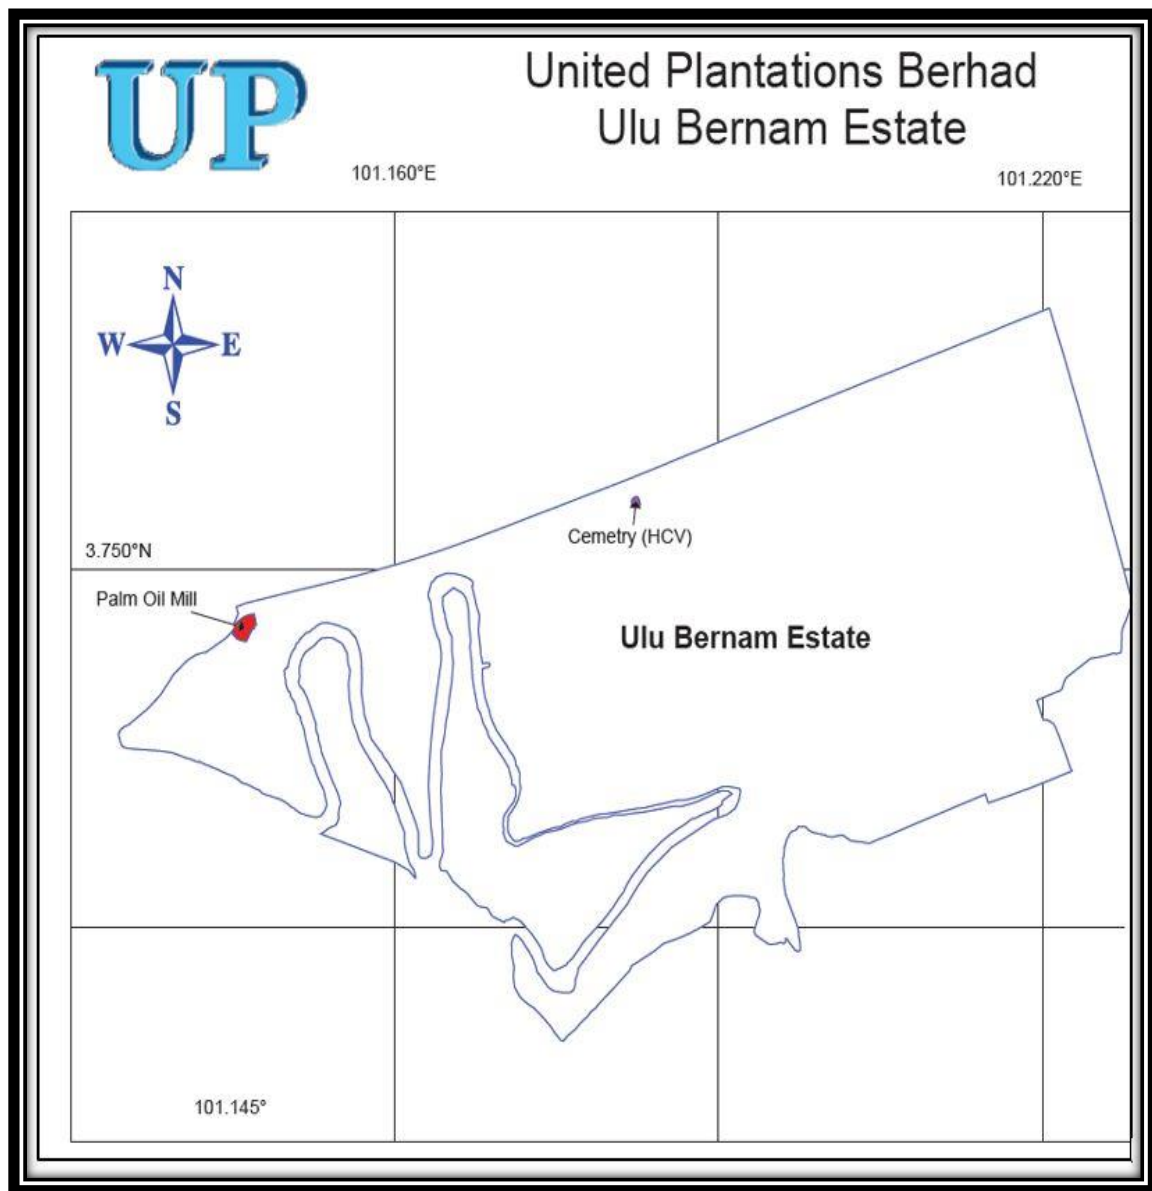 UP
United Plantations Berhad
Ulu Bernam Estate
101.160°E
101.220°E
N
W E
S
Cemetry (HCV)
3.750°N
Palm Oil Mill
Ulu Bernam Estate
101.145°